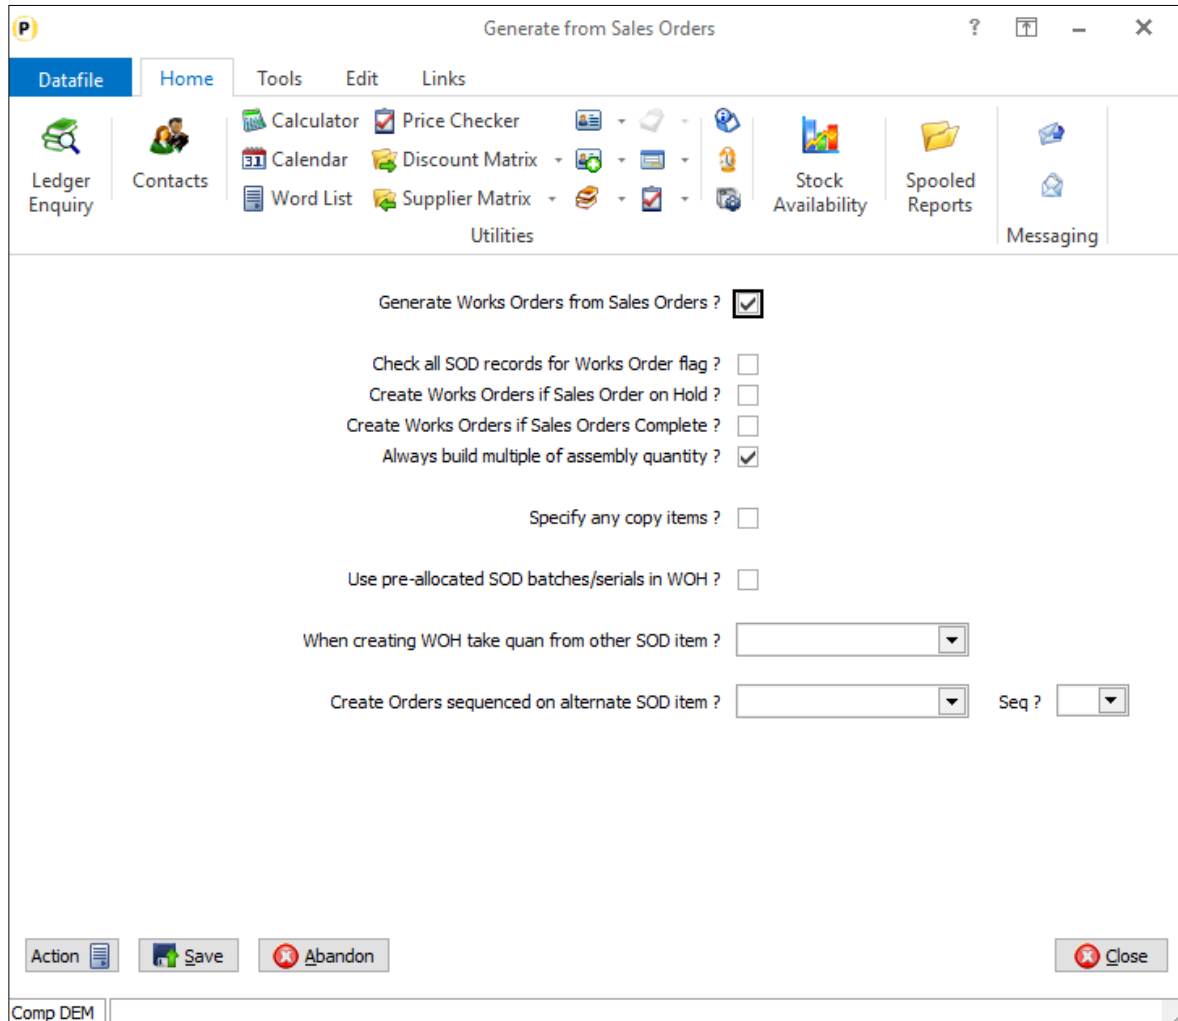 P
Generate from Sales Orders
?
Datafile Home Tools Edit Links
Ledger Enquiry
Contacts
Calculator
Calendar
31
Word List
Price Checker
Discount Matrix
Supplier Matrix
Utilities
Stock Availability
Spooled Reports
Messaging
Generate Works Orders from Sales Orders ?
Check all SOD records for Works Order flag ?
Create Works Orders if Sales Order on Hold ?
Create Works Orders if Sales Orders Complete ?
Always build multiple of assembly quantity ?
Specify any copy items ?
Use pre-allocated SOD batches/serials in WOH ?
When creating WOH take quan from other SOD item ?
Create Orders sequenced on alternate SOD item ? Seq ?
Action Save Abandon Close
Comp DEM